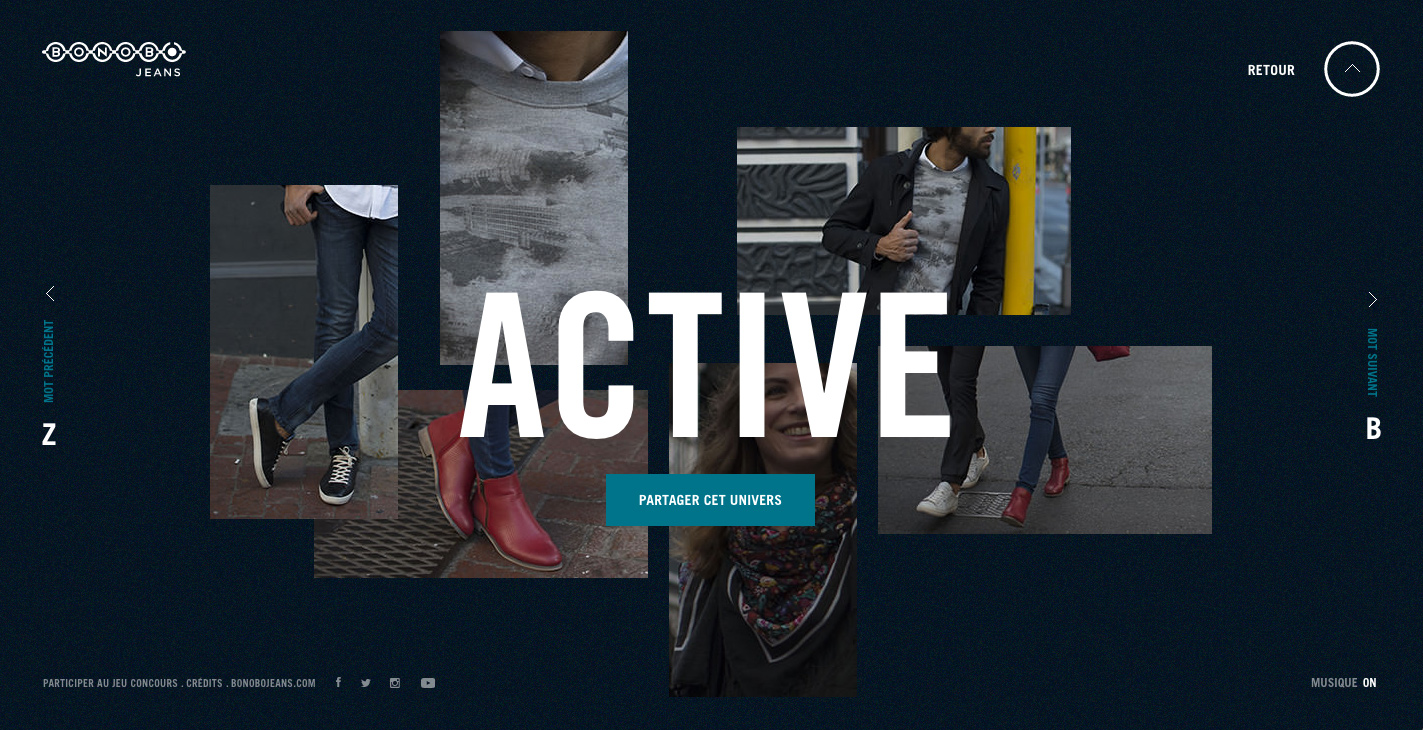 BONOBO
JEANS
RETOUR
ACTIVE
MOT PRÉCÉDENT
Z
MOT SUIVANT
B
PARTAGER CET UNIVERS
PARTICIPER AU JEU CONCOURS . CRÉDITS . BONOBOJEANS.COM
MUSIQUE ON